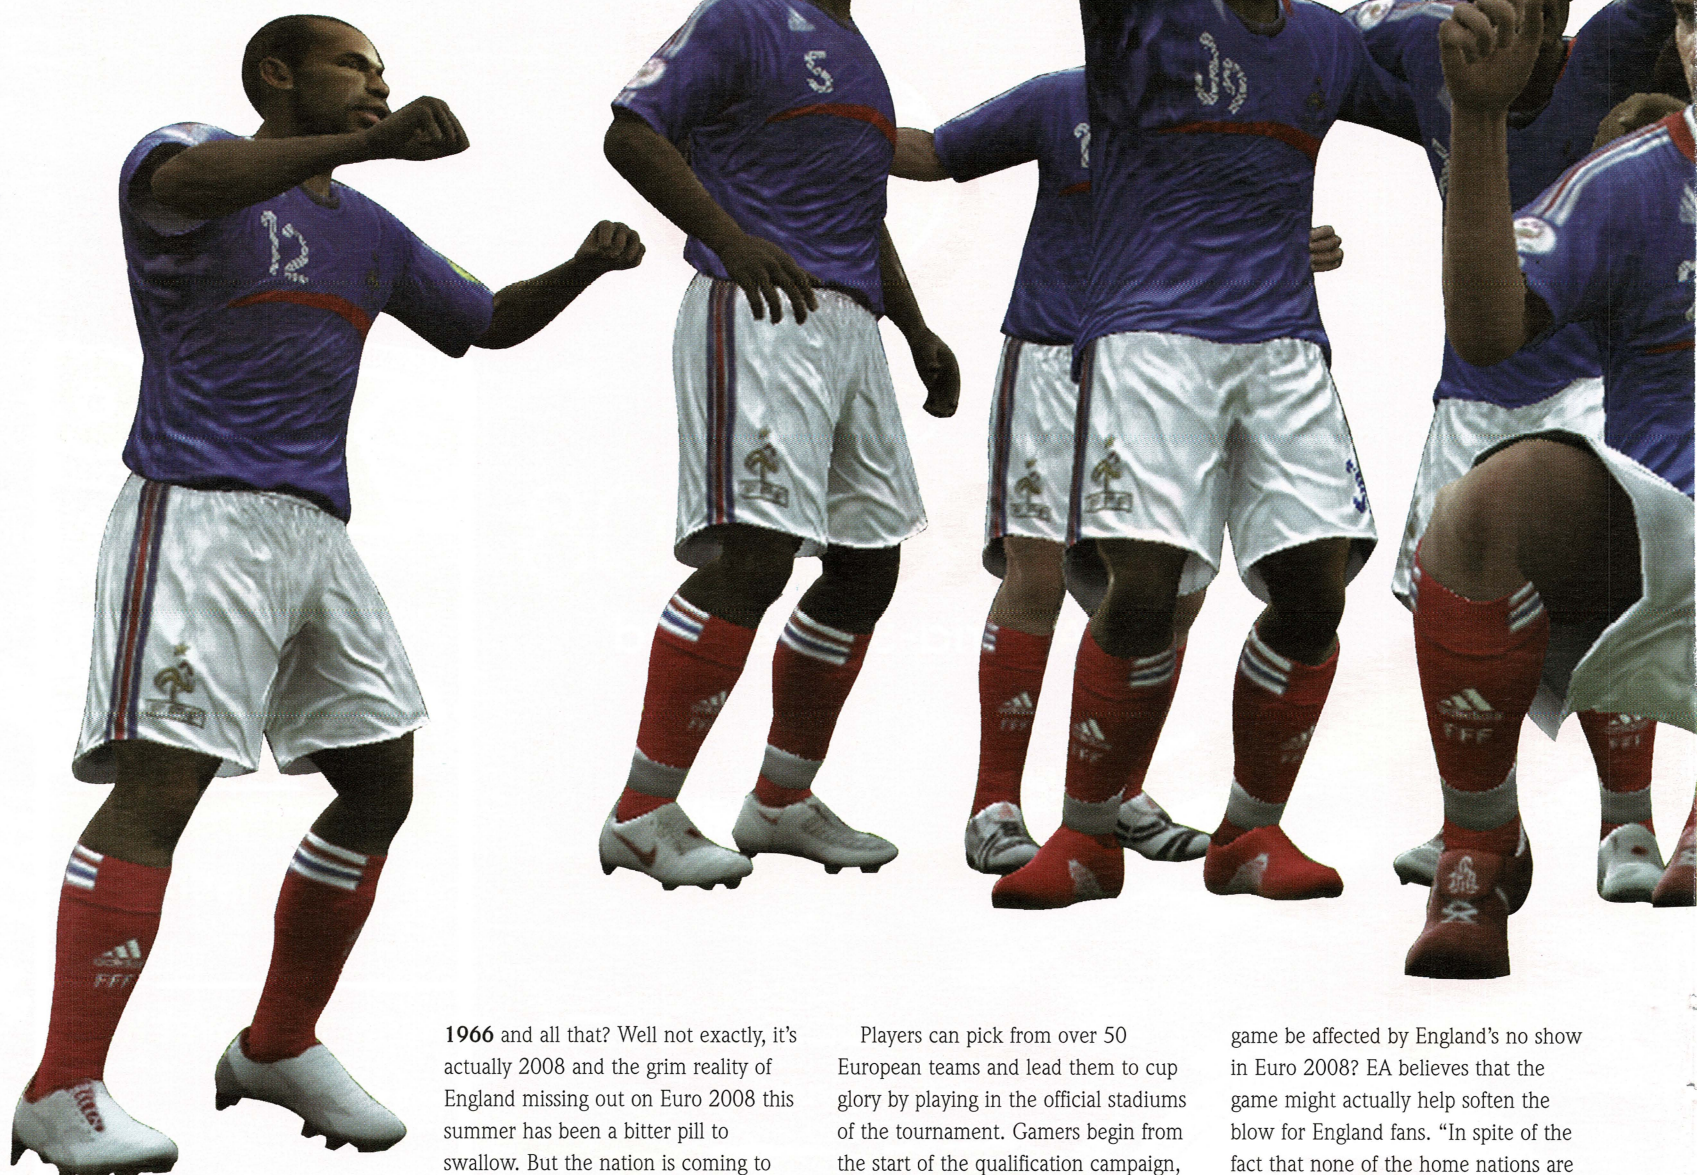 12
5
FFF
FFF
FFF
FF
adidas
FFF
FFF
1966 and all that? Well not exactly, it's
actually 2008 and the grim reality of
England missing out on Euro 2008 this
summer has been a bitter pill to
swallow. But the nation is coming to
Players can pick from over 50
European teams and lead them to cup
glory by playing in the official stadiums
of the tournament. Gamers begin from
the start of the qualification campaign,
game be affected by England's no show
in Euro 2008? EA believes that the
game might actually help soften the
blow for England fans. “In spite of the
fact that none of the home nations are